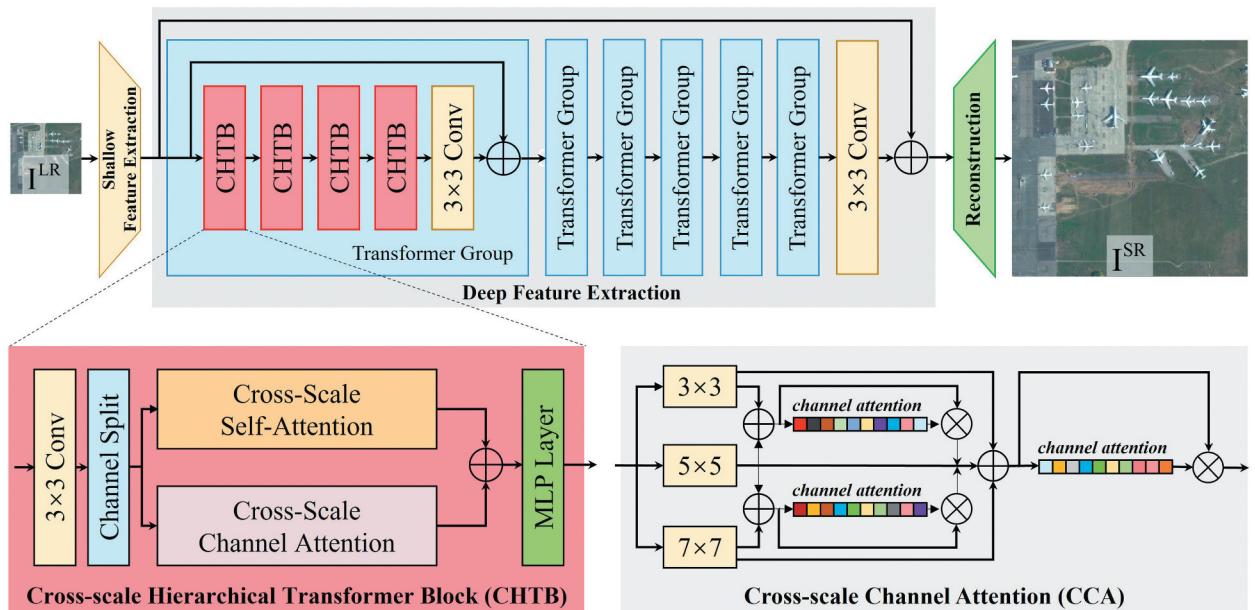 I^LR
Shallow
Feature Extraction
CHTB
CHTB
CHTB
CHTB
3×3 Conv
Transformer Group
Transformer Group
Transformer Group
Transformer Group
Transformer Group
Transformer Group
3×3 Conv
Deep Feature Extraction
Reconstruction
I^SR
3×3 Conv
Channel Split
Cross-Scale
Self-Attention
Cross-Scale
Channel Attention
MLP Layer
Cross-scale Hierarchical Transformer Block (CHTB)
3×3
5×5
7×7
channel attention
channel attention
channel attention
Cross-scale Channel Attention (CCA)